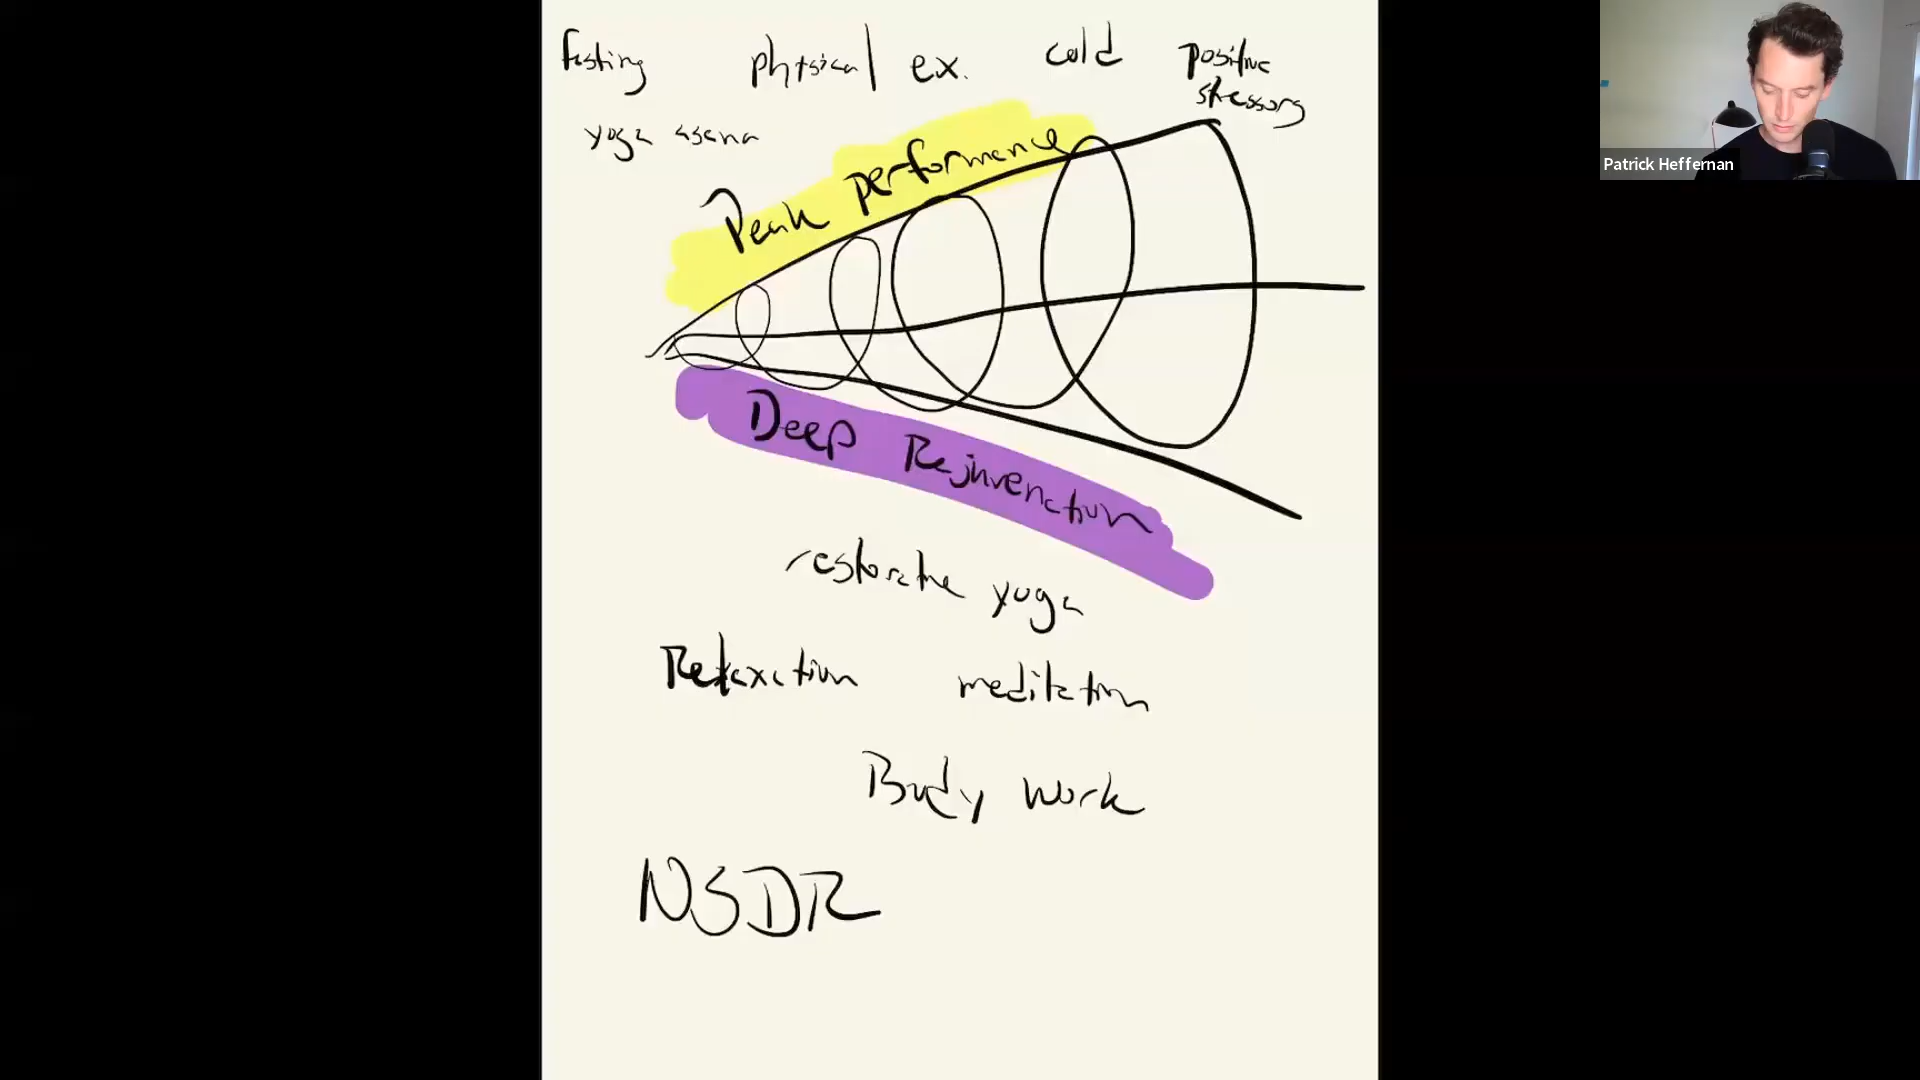 fasting physical ex. cold positive
stressors
yoga asana
Peak performance
Deep Rejuvenation
restorative yoga
Relaxation meditation
Body work
NSDR
Patrick Heffernan